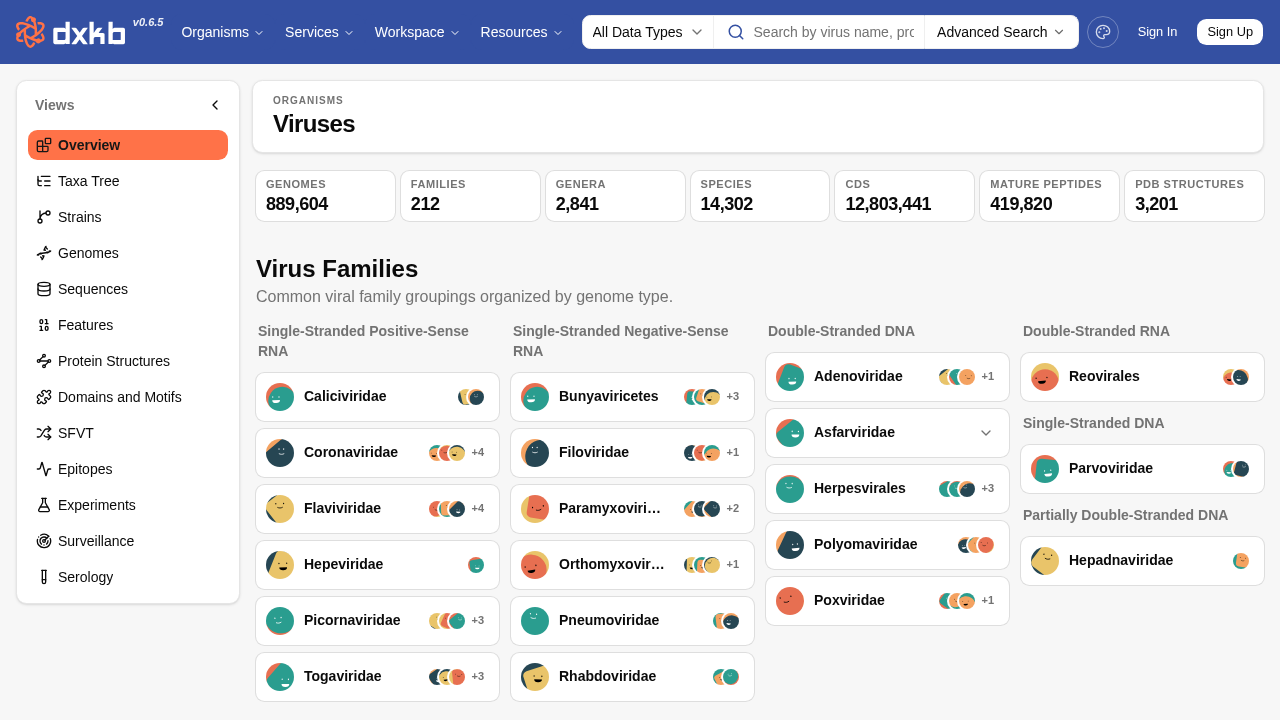 dxkb
v0.6.5
Organisms
Services
Workspace
Resources
All Data Types
Search by virus name, pro
Advanced Search
Sign In
Sign Up
Views
Overview
Taxa Tree
Strains
Genomes
Sequences
Features
Protein Structures
Domains and Motifs
SFVT
Epitopes
Experiments
Surveillance
Serology
ORGANISMS
Viruses
GENOMES
889,604
FAMILIES
212
GENERA
2,841
SPECIES
14,302
CDS
12,803,441
MATURE PEPTIDES
419,820
PDB STRUCTURES
3,201
Virus Families
Common viral family groupings organized by genome type.
Single-Stranded Positive-Sense
RNA
Caliciviridae
Coronaviridae +4
Flaviviridae +4
Hepeviridae
Picornaviridae +3
Togaviridae +3
Single-Stranded Negative-Sense
RNA
Bunyaviricetes +3
Filoviridae +1
Paramyxoviri... +2
Orthomyxovir... +1
Pneumoviridae
Rhabdoviridae
Double-Stranded DNA
Adenoviridae +1
Asfarviridae
Herpesvirales +3
Polyomaviridae
Poxviridae +1
Double-Stranded RNA
Reovirales
Single-Stranded DNA
Parvoviridae
Partially Double-Stranded DNA
Hepadnaviridae